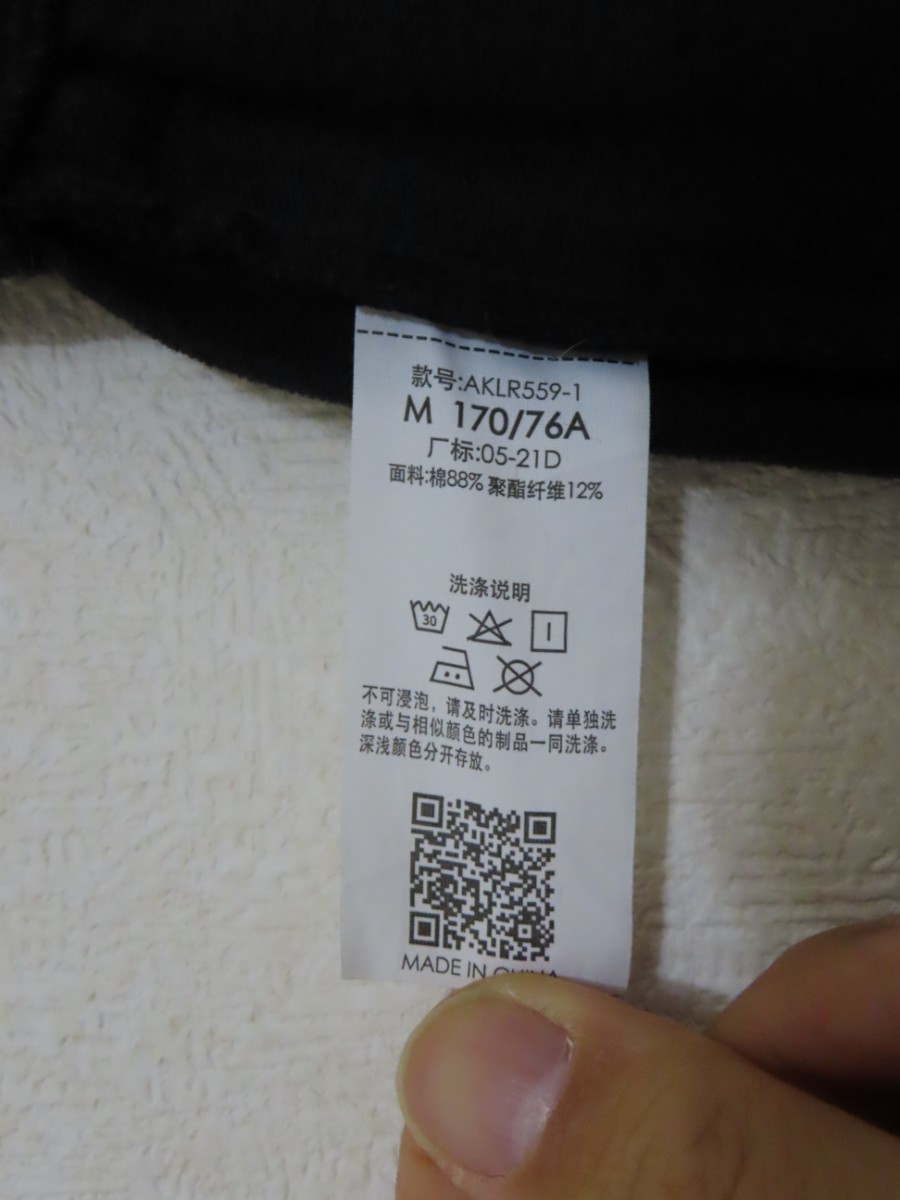 款号:AKLR559-1
M 170/76A
厂标:05-21D
面料:棉88% 聚酯纤维12%
洗涤说明
30
不可浸泡，请及时洗涤。请单独洗
涤或与相似颜色的制品一同洗涤。
深浅颜色分开存放。
MADE IN CHINA